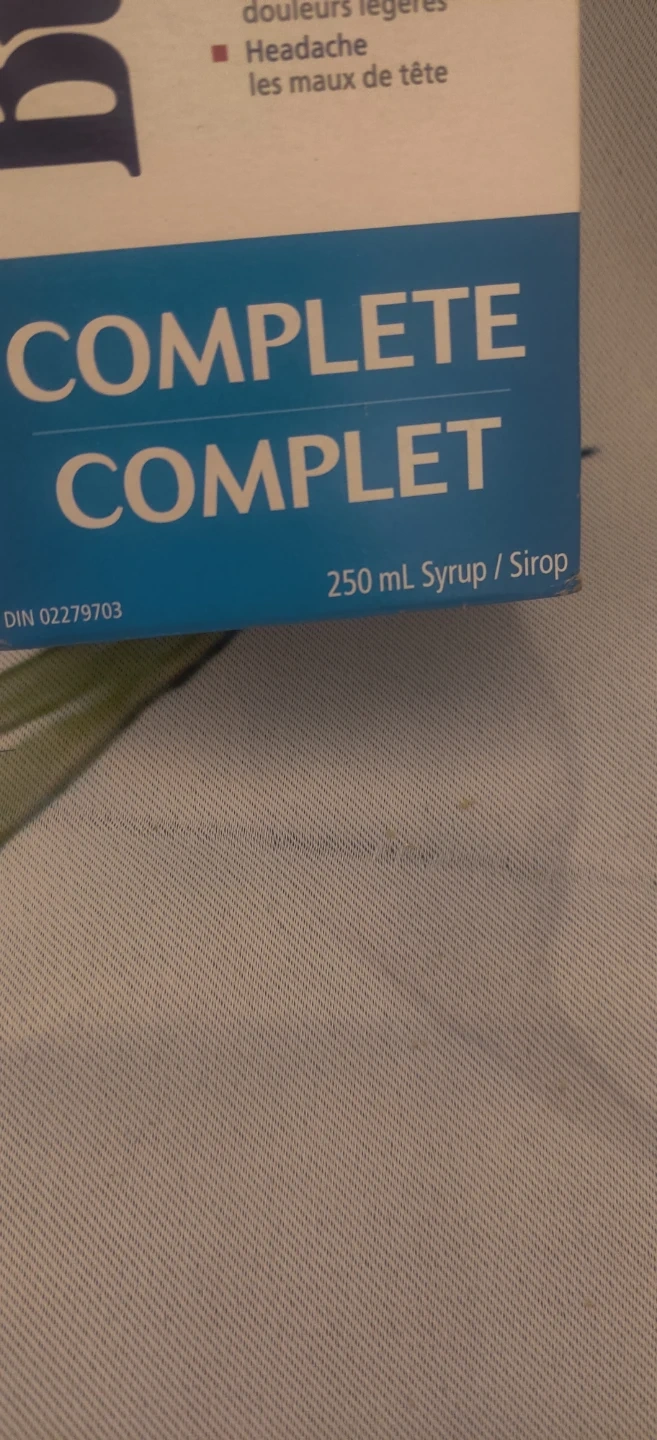 douleurs légères
Headache
les maux de tête
COMPLETE
COMPLET
250 mL Syrup / Sirop
DIN 02279703